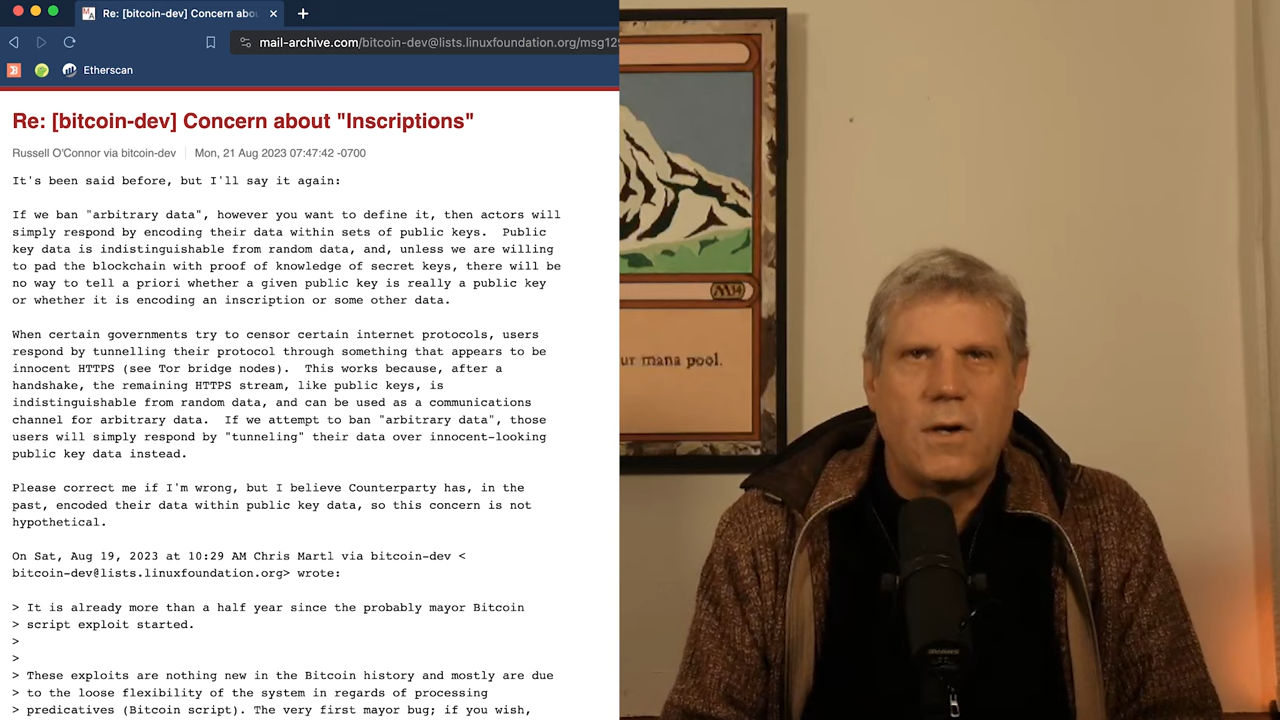 Re: [bitcoin-dev] Concern abou
mail-archive.com/bitcoin-dev@lists.linuxfoundation.org/msg12
Etherscan
Re: [bitcoin-dev] Concern about "Inscriptions"
Russell O'Connor via bitcoin-dev Mon, 21 Aug 2023 07:47:42 -0700
It's been said before, but I'll say it again:
If we ban "arbitrary data", however you want to define it, then actors will
simply respond by encoding their data within sets of public keys. Public
key data is indistinguishable from random data, and, unless we are willing
to pad the blockchain with proof of knowledge of secret keys, there will be
no way to tell a priori whether a given public key is really a public key
or whether it is encoding an inscription or some other data.
When certain governments try to censor certain internet protocols, users
respond by tunnelling their protocol through something that appears to be
innocent HTTPS (see Tor bridge nodes). This works because, after a
handshake, the remaining HTTPS stream, like public keys, is
indistinguishable from random data, and can be used as a communications
channel for arbitrary data. If we attempt to ban "arbitrary data", those
users will simply respond by "tunneling" their data over innocent-looking
public key data instead.
Please correct me if I'm wrong, but I believe Counterparty has, in the
past, encoded their data within public key data, so this concern is not
hypothetical.
On Sat, Aug 19, 2023 at 10:29 AM Chris Martl via bitcoin-dev <
bitcoin-dev@lists.linuxfoundation.org> wrote:
> It is already more than a half year since the probably mayor Bitcoin
> script exploit started.
>
>
> These exploits are nothing new in the Bitcoin history and mostly are due
> to the loose flexibility of the system in regards of processing
> predicatives (Bitcoin script). The very first mayor bug; if you wish,
ur mana pool.